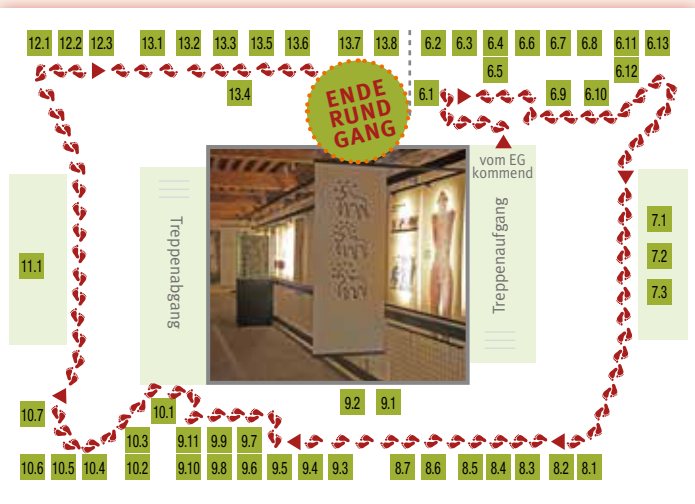 12.1 12.2 12.3 13.1 13.2 13.3 13.5 13.6 13.7 13.8 6.2 6.3 6.4 6.6 6.7 6.8 6.11 6.13
6.5 6.12
13.4 6.1 6.9 6.10
ENDE
RUND
GANG
vom EG
kommend
Treppenabgang
Treppenaufgang
7.1
7.2
7.3
11.1
9.2 9.1
10.7 10.1
10.3 9.11 9.9 9.7
10.6 10.5 10.4 10.2 9.10 9.8 9.6 9.5 9.4 9.3 8.7 8.6 8.5 8.4 8.3 8.2 8.1